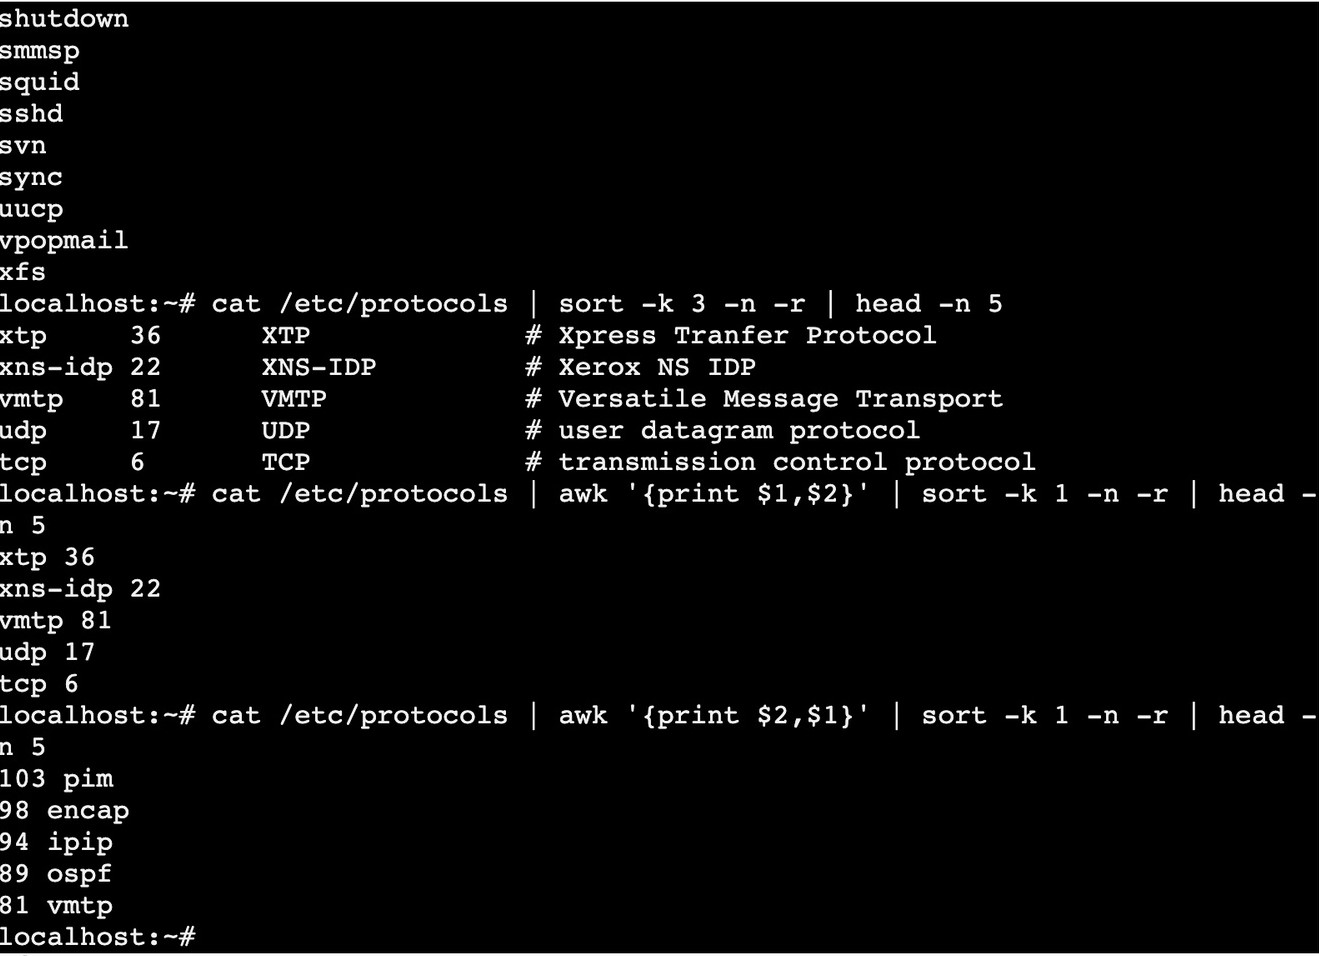 shutdown
smmsp
squid
sshd
svn
sync
uucp
vpopmail
xfs
localhost:~# cat /etc/protocols | sort -k 3 -n -r | head -n 5
xtp     36      XTP             # Xpress Tranfer Protocol
xns-idp 22      XNS-IDP         # Xerox NS IDP
vmtp    81      VMTP            # Versatile Message Transport
udp     17      UDP             # user datagram protocol
tcp     6       TCP             # transmission control protocol
localhost:~# cat /etc/protocols | awk '{print $1,$2}' | sort -k 1 -n -r | head -
n 5
xtp 36
xns-idp 22
vmtp 81
udp 17
tcp 6
localhost:~# cat /etc/protocols | awk '{print $2,$1}' | sort -k 1 -n -r | head -
n 5
103 pim
98 encap
94 ipip
89 ospf
81 vmtp
localhost:~#